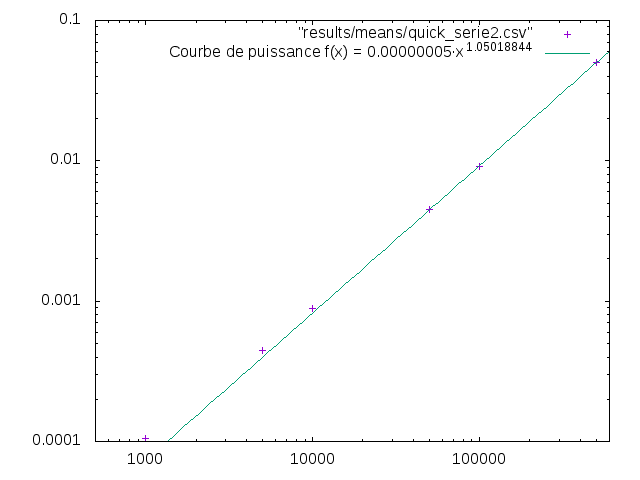 "results/means/quick_serie2.csv"
Courbe de puissance f(x) = 0.00000005·x^1.05018844
0.1
0.01
0.001
0.0001
1000 10000 100000